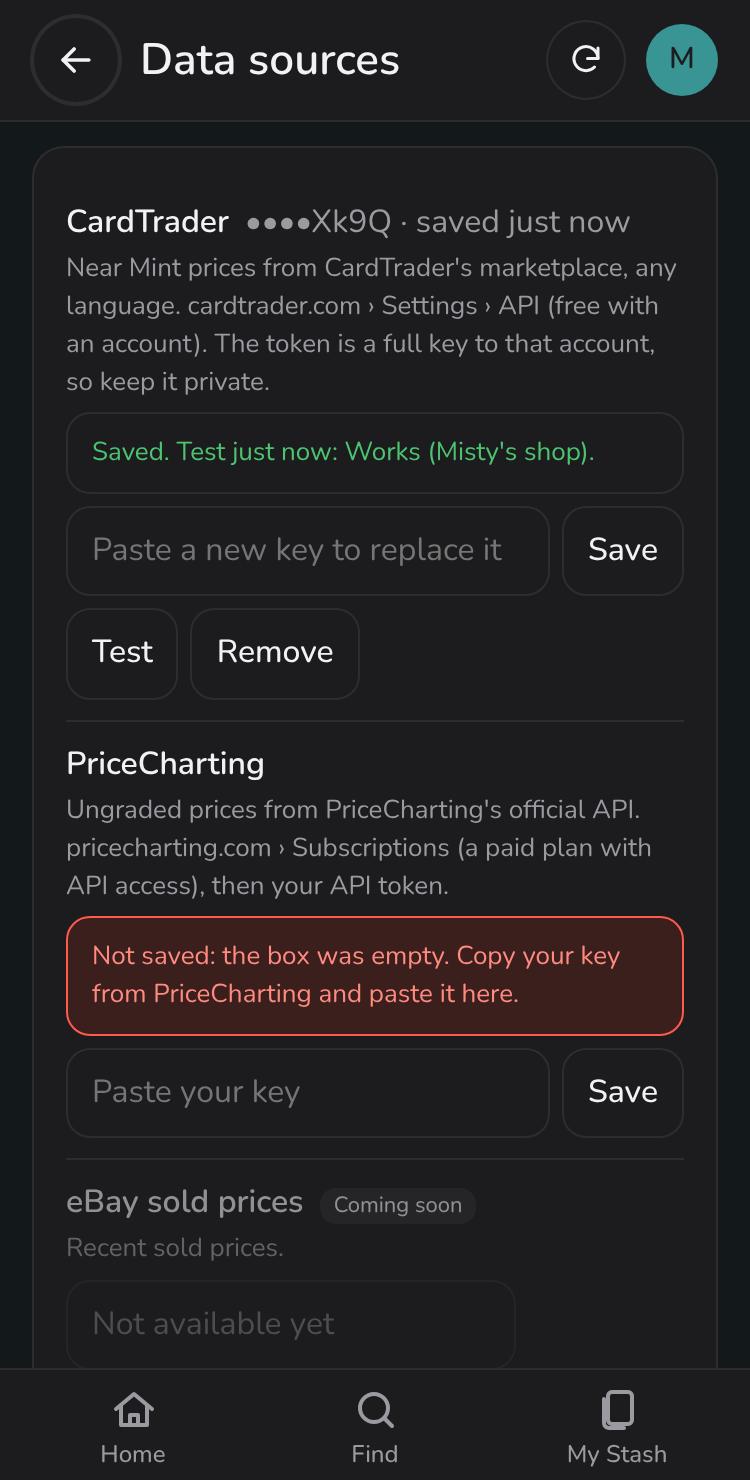 Data sources
M
CardTrader ••••Xk9Q · saved just now
Near Mint prices from CardTrader's marketplace, any
language. cardtrader.com › Settings › API (free with
an account). The token is a full key to that account,
so keep it private.
Saved. Test just now: Works (Misty's shop).
Paste a new key to replace it
Save
Test
Remove
PriceCharting
Ungraded prices from PriceCharting's official API.
pricecharting.com › Subscriptions (a paid plan with
API access), then your API token.
Not saved: the box was empty. Copy your key
from PriceCharting and paste it here.
Paste your key
Save
eBay sold prices
Coming soon
Recent sold prices.
Not available yet
Home
Find
My Stash